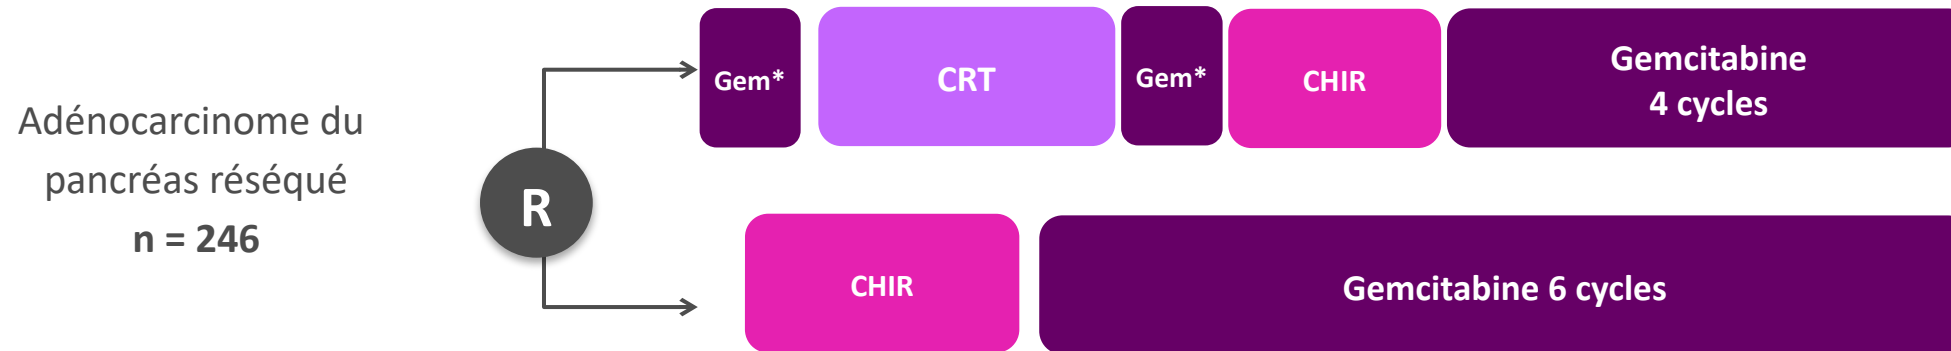 Adénocarcinome du
pancréas réséqué
n = 246
R
Gem*
CRT
Gem*
CHIR
Gemcitabine
4 cycles
CHIR
Gemcitabine 6 cycles